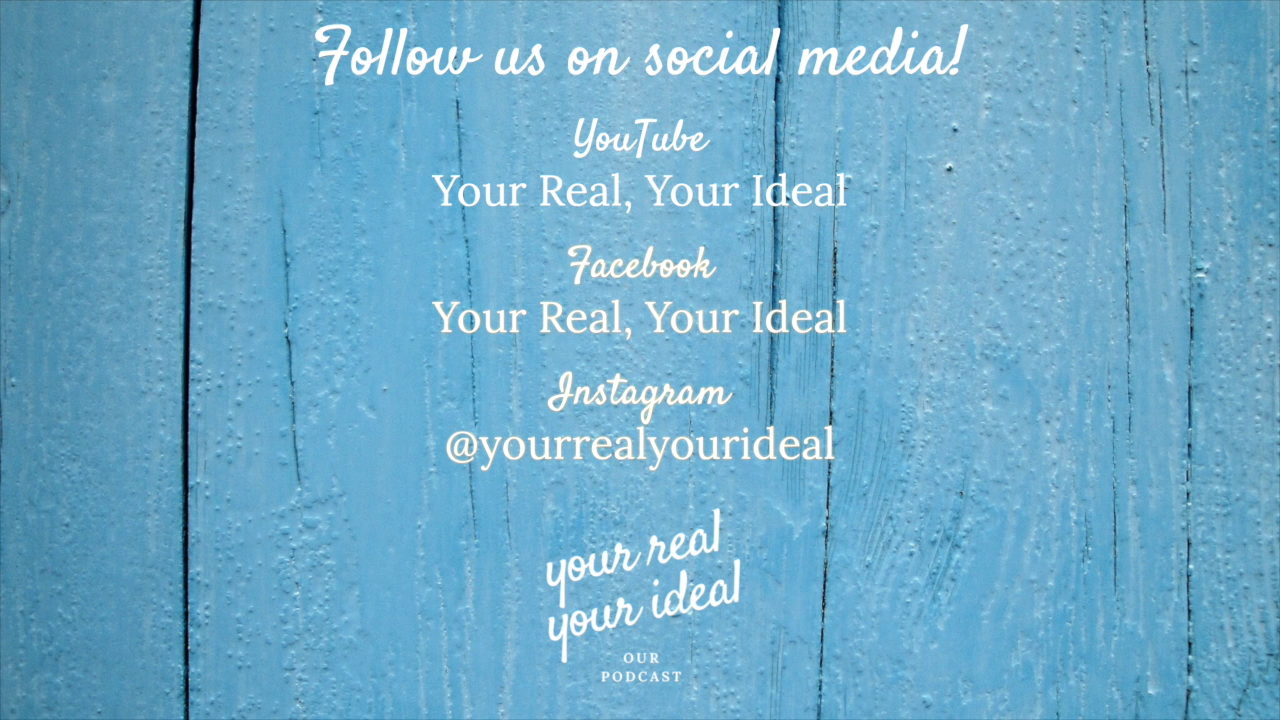 Follow us on social media!
YouTube
Your Real, Your Ideal
Facebook
Your Real, Your Ideal
Instagram
@yourrealyourideal
your real
your ideal
OUR
PODCAST